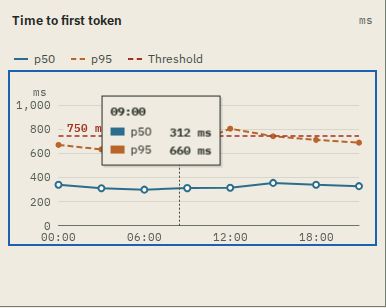 Time to first token ms
p50 p95 Threshold
ms
1,000
09:00
800
750 m
p50 312 ms
p95 660 ms
600
400
200
0
00:00 06:00 12:00 18:00